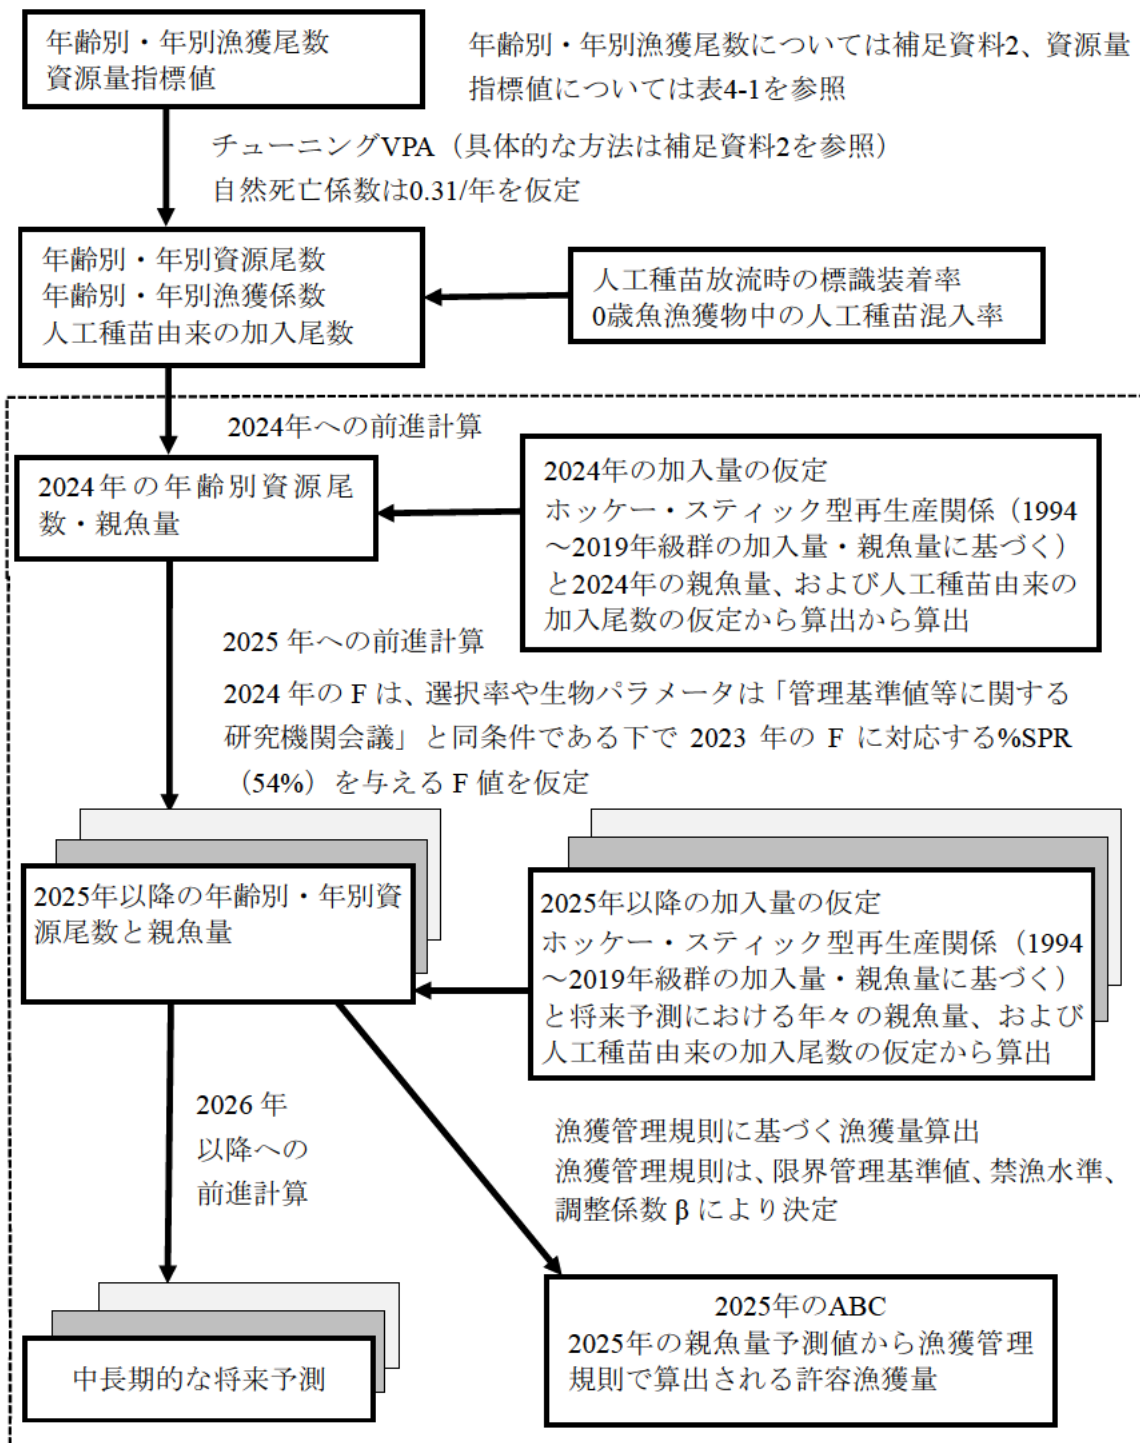 年齢別・年別漁獲尾数
資源量指標値
年齢別・年別漁獲尾数については補足資料2、資源量
指標値については表4-1を参照
チューニングVPA（具体的な方法は補足資料2を参照）
自然死亡係数は0.31/年を仮定
年齢別・年別資源尾数
年齢別・年別漁獲係数
人工種苗由来の加入尾数
人工種苗放流時の標識装着率
0歳魚漁獲物中の人工種苗混入率
2024年への前進計算
2024年の年齢別資源尾
数・親魚量
2024年の加入量の仮定
ホッケー・スティック型再生産関係（1994
～2019年級群の加入量・親魚量に基づく）
と2024年の親魚量、および人工種苗由来の
加入尾数の仮定から算出から算出
2025 年への前進計算
2024 年の F は、選択率や生物パラメータは「管理基準値等に関する
研究機関会議」と同条件である下で 2023 年の F に対応する%SPR
（54%）を与える F 値を仮定
2025年以降の年齢別・年別資
源尾数と親魚量
2025年以降の加入量の仮定
ホッケー・スティック型再生産関係（1994
～2019年級群の加入量・親魚量に基づく）
と将来予測における年々の親魚量、および
人工種苗由来の加入尾数の仮定から算出
2026 年
以降への
前進計算
漁獲管理規則に基づく漁獲量算出
漁獲管理規則は、限界管理基準値、禁漁水準、
調整係数 β により決定
中長期的な将来予測
2025年のABC
2025年の親魚量予測値から漁獲管理
規則で算出される許容漁獲量